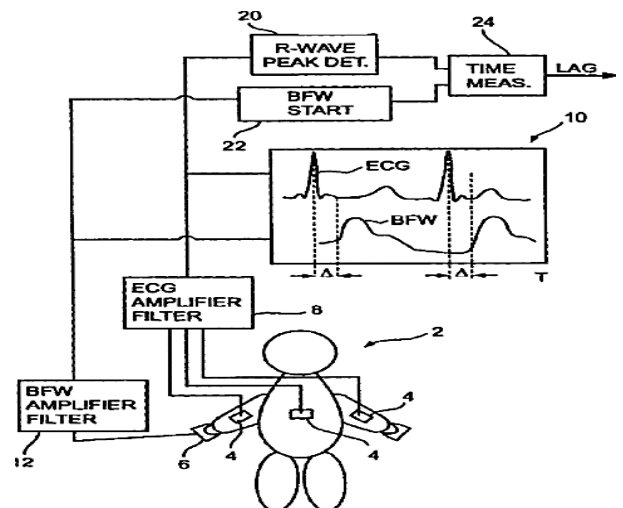 20
R-WAVE
PEAK DET.
24
TIME
MEAS.
LAG
BFW
START
22
10
ECG
BFW
Δ
Δ
T
ECG
AMPLIFIER
FILTER
8
2
BFW
AMPLIFIER
FILTER
12
6
4
4
4